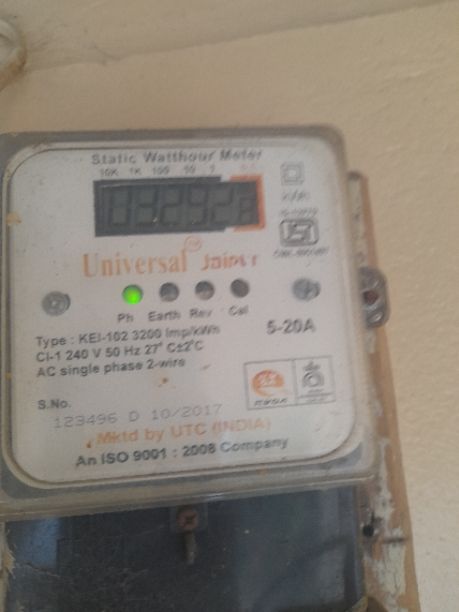 Static Watthour Meter
10K 1K 100 10 1
Universal Jaipur
Ph Earth Rev Cal
5-20A
Type : KEI-102 3200 Imp/kWh
Cl-1 240 V 50 Hz 27° C±2°C
AC single phase 2-wire
S.No.
123496 D 10/2017
Mktd by UTC (INDIA)
An ISO 9001 : 2008 Company